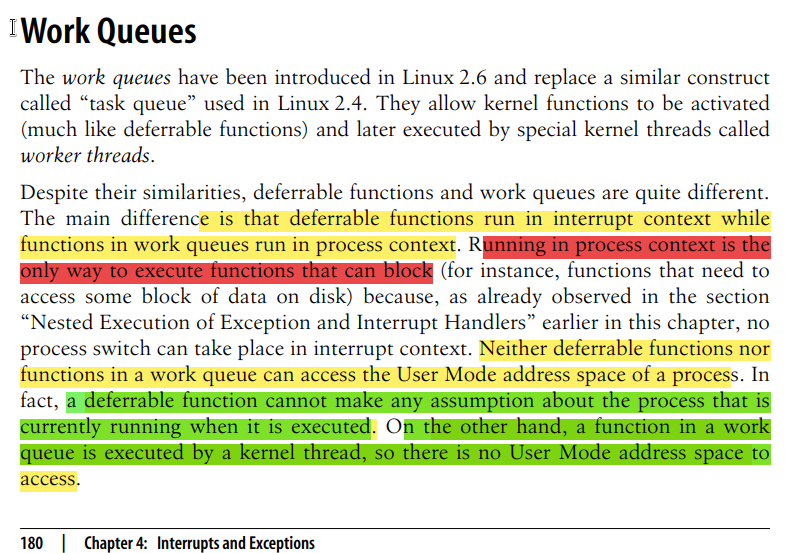 Work Queues
The work queues have been introduced in Linux 2.6 and replace a similar construct
called “task queue” used in Linux 2.4. They allow kernel functions to be activated
(much like deferrable functions) and later executed by special kernel threads called
worker threads.
Despite their similarities, deferrable functions and work queues are quite different.
The main difference is that deferrable functions run in interrupt context while
functions in work queues run in process context. Running in process context is the
only way to execute functions that can block (for instance, functions that need to
access some block of data on disk) because, as already observed in the section
“Nested Execution of Exception and Interrupt Handlers” earlier in this chapter, no
process switch can take place in interrupt context. Neither deferrable functions nor
functions in a work queue can access the User Mode address space of a process. In
fact, a deferrable function cannot make any assumption about the process that is
currently running when it is executed. On the other hand, a function in a work
queue is executed by a kernel thread, so there is no User Mode address space to
access.
180 | Chapter 4: Interrupts and Exceptions